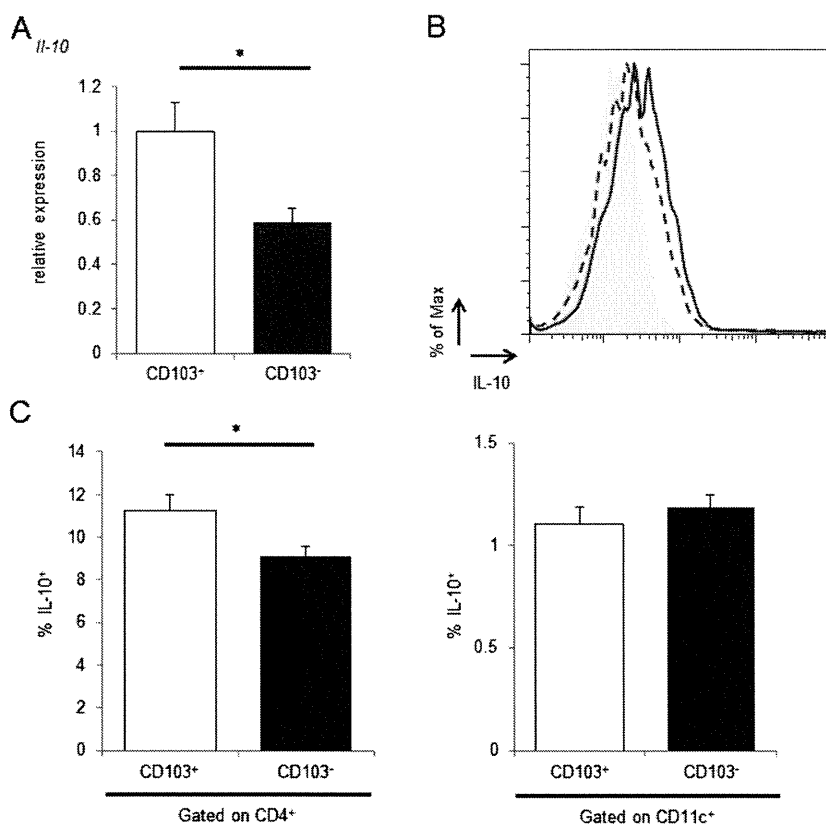 A
Il-10
*
1.2
1
0.8
0.6
0.4
0.2
0
relative expression
CD103⁺
CD103⁻
B
% of Max
IL-10
C
*
14
12
10
8
6
4
2
0
% IL-10⁺
CD103⁺
CD103⁻
Gated on CD4⁺
1.5
1
0.5
0
% IL-10⁺
CD103⁺
CD103⁻
Gated on CD11c⁺